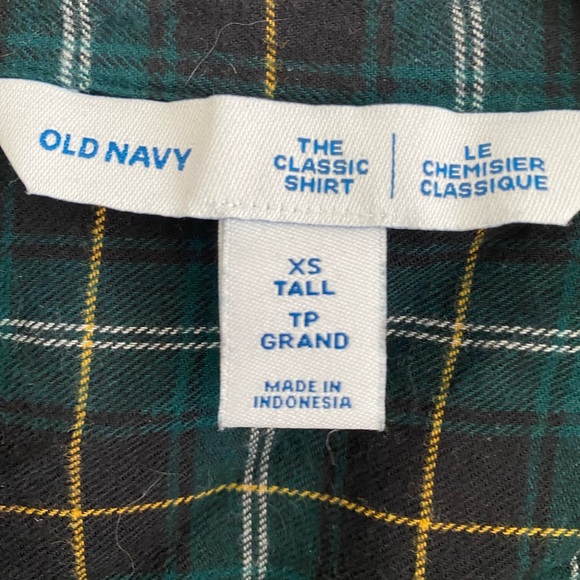 OLD NAVY
THE
CLASSIC
SHIRT
LE
CHEMISIER
CLASSIQUE
XS
TALL
TP
GRAND
MADE IN
INDONESIA